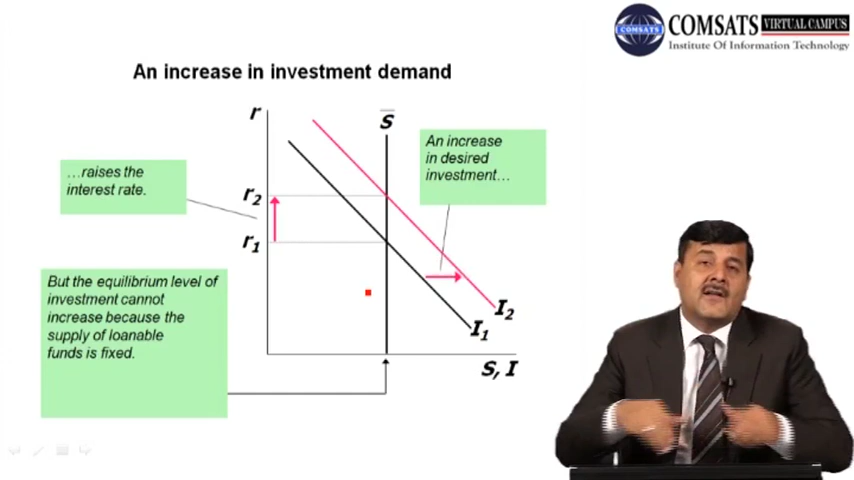 COMSATS VIRTUAL CAMPUS
COMSATS
Institute Of Information Technology
An increase in investment demand
r
S
An increase
in desired
investment…
…raises the
interest rate.
r2
r1
But the equilibrium level of
investment cannot
increase because the
supply of loanable
funds is fixed.
I2
I1
S, I